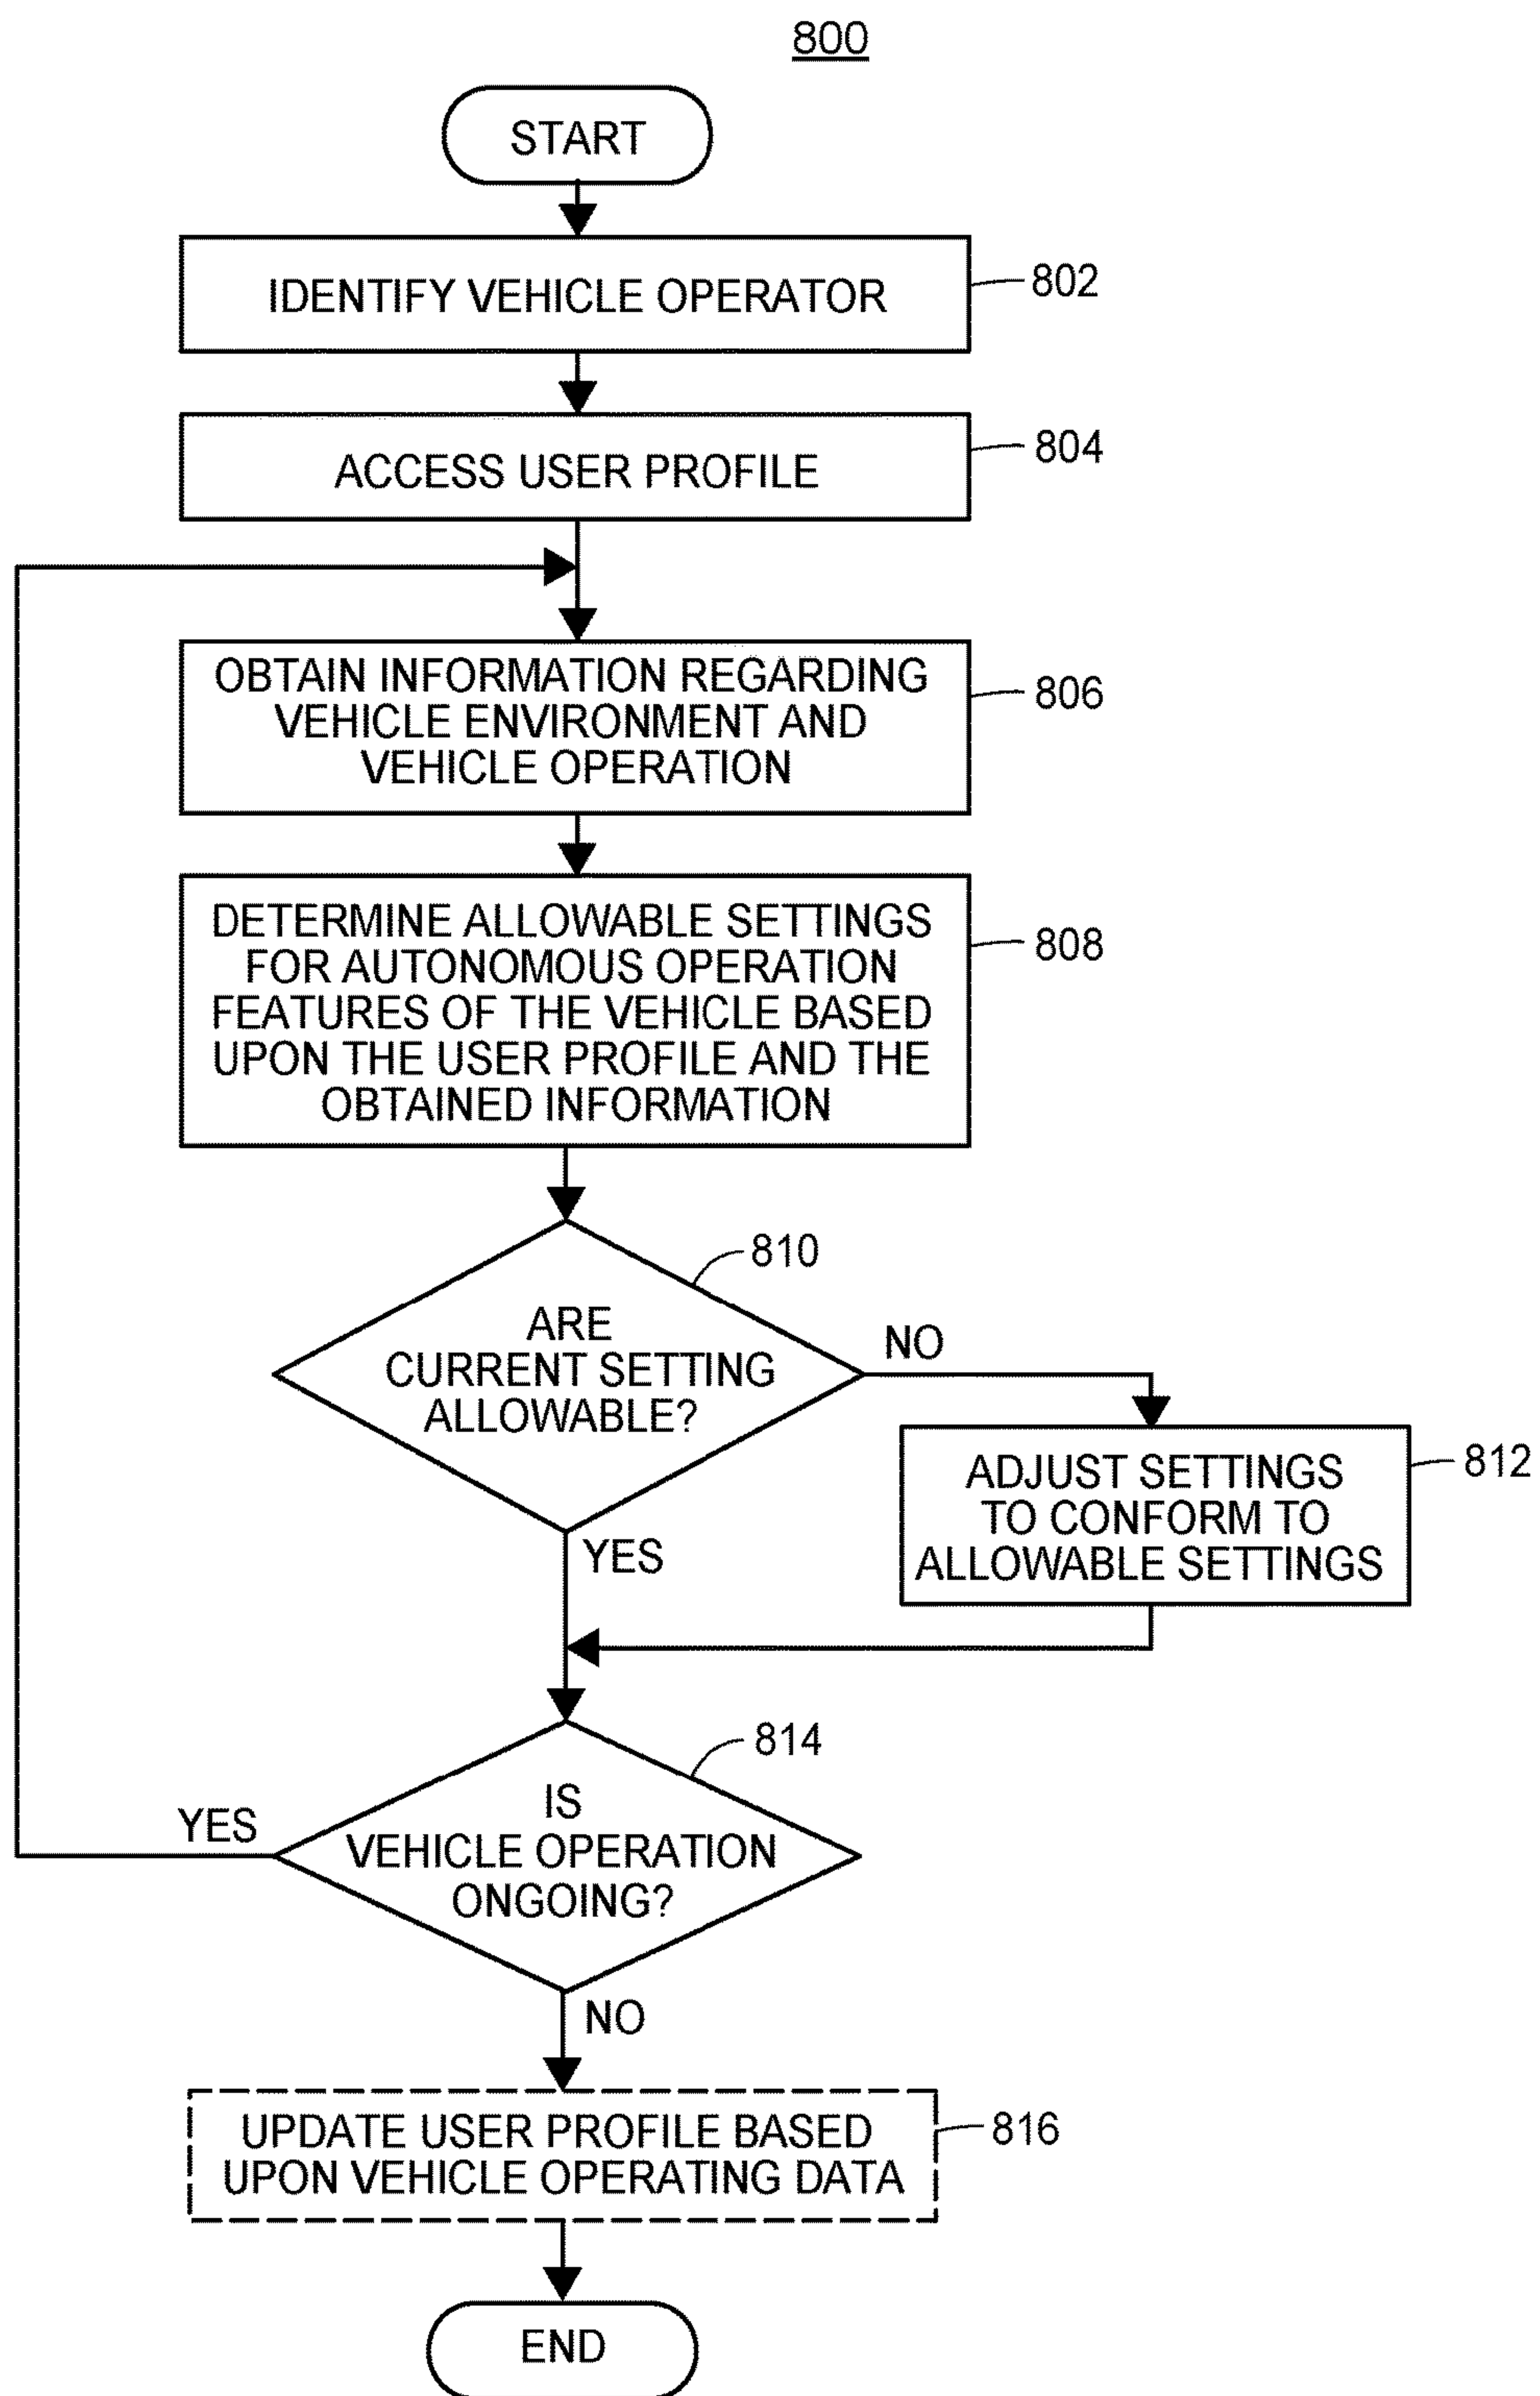 800
START
IDENTIFY VEHICLE OPERATOR
802
ACCESS USER PROFILE
804
OBTAIN INFORMATION REGARDING
VEHICLE ENVIRONMENT AND
VEHICLE OPERATION
806
DETERMINE ALLOWABLE SETTINGS
FOR AUTONOMOUS OPERATION
FEATURES OF THE VEHICLE BASED
UPON THE USER PROFILE AND THE
OBTAINED INFORMATION
808
810
ARE
CURRENT SETTING
ALLOWABLE?
NO
YES
ADJUST SETTINGS
TO CONFORM TO
ALLOWABLE SETTINGS
812
814
IS
VEHICLE OPERATION
ONGOING?
YES
NO
UPDATE USER PROFILE BASED
UPON VEHICLE OPERATING DATA
816
END